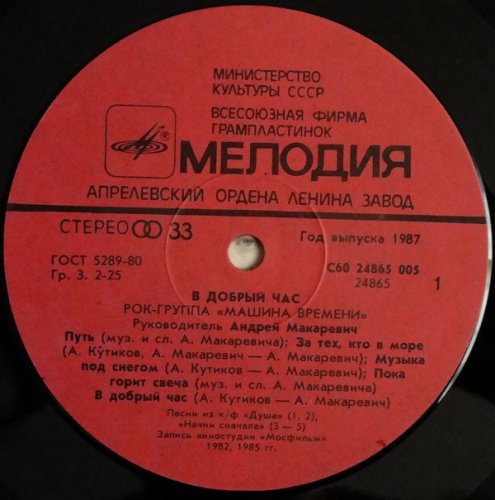 МИНИСТЕРСТВО
КУЛЬТУРЫ СССР
ВСЕСОЮЗНАЯ ФИРМА
ГРАМПЛАСТИНОК
® МЕЛОДИЯ
АПРЕЛЕВСКИЙ ОРДЕНА ЛЕНИНА ЗАВОД
СТЕРЕО 33
Год выпуска 1987
ГОСТ 5289-80
Гр. 3. 2-25
С60 24865 005
24865
1
В ДОБРЫЙ ЧАС
РОК-ГРУППА «МАШИНА ВРЕМЕНИ»
Руководитель Андрей Макаревич
Путь (муз. и сл. А. Макаревича); За тех, кто в море
(А. Кутиков, А. Макаревич — А. Макаревич); Музыка
под снегом (А. Кутиков — А. Макаревич); Пока
горит свеча (муз. и сл. А. Макаревича)
В добрый час (А. Кутиков — А. Макаревич)
Песни из к/ф «Душа» (1, 2),
«Начни сначала» (3 — 5)
Запись киностудии «Мосфильм»
1982, 1985 гг.